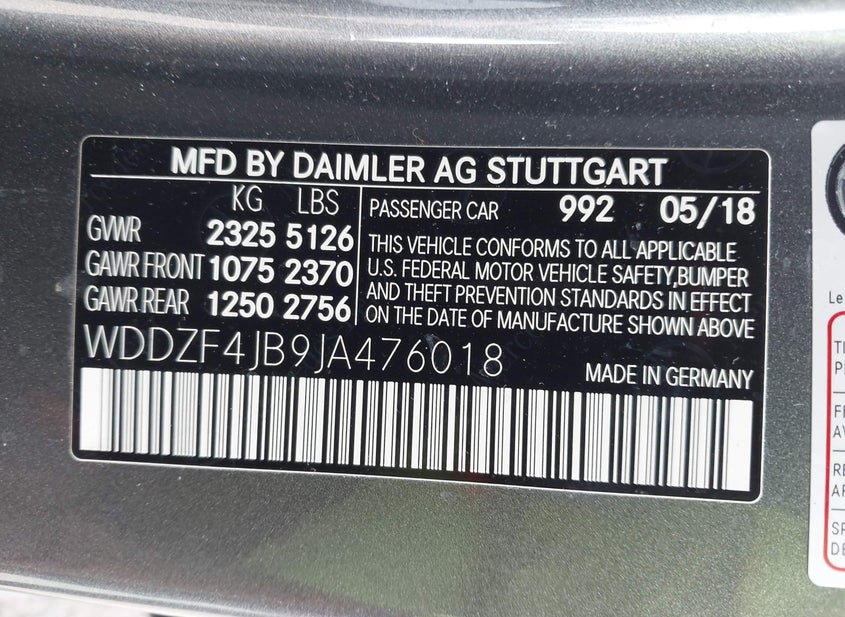 MFD BY DAIMLER AG STUTTGART
KG LBS
GVWR 2325 5126
GAWR FRONT 1075 2370
GAWR REAR 1250 2756
PASSENGER CAR 992 05/18
THIS VEHICLE CONFORMS TO ALL APPLICABLE
U.S. FEDERAL MOTOR VEHICLE SAFETY,BUMPER
AND THEFT PREVENTION STANDARDS IN EFFECT
ON THE DATE OF MANUFACTURE SHOWN ABOVE
WDDZF4JB9JA476018
MADE IN GERMANY